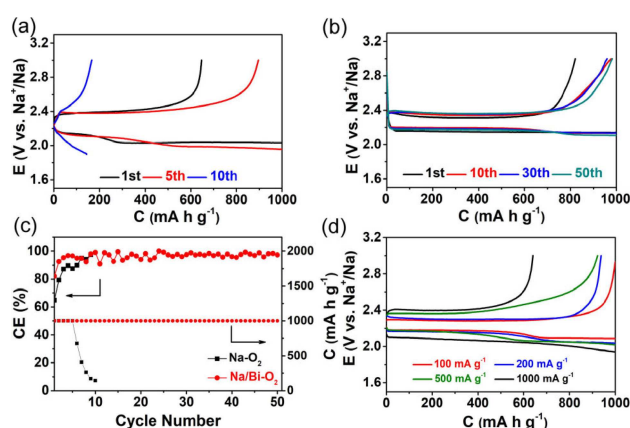 (a)
3.2
2.8
2.4
2.0
1.6
E (V vs. Na⁺/Na)
1st 5th 10th
0 200 400 600 800 1000
C (mA h g⁻¹)
(b)
3.2
2.8
2.4
2.0
1.6
E (V vs. Na⁺/Na)
1st 10th 30th 50th
0 200 400 600 800 1000
C (mA h g⁻¹)
(c)
100
80
60
40
20
0
CE (%)
2000
1500
1000
500
0
C (mA h g⁻¹)
Na-O₂
Na/Bi-O₂
0 10 20 30 40 50
Cycle Number
(d)
3.2
2.8
2.4
2.0
1.6
E (V vs. Na⁺/Na)
100 mA g⁻¹ 200 mA g⁻¹
500 mA g⁻¹ 1000 mA g⁻¹
0 200 400 600 800 1000
C (mA h g⁻¹)